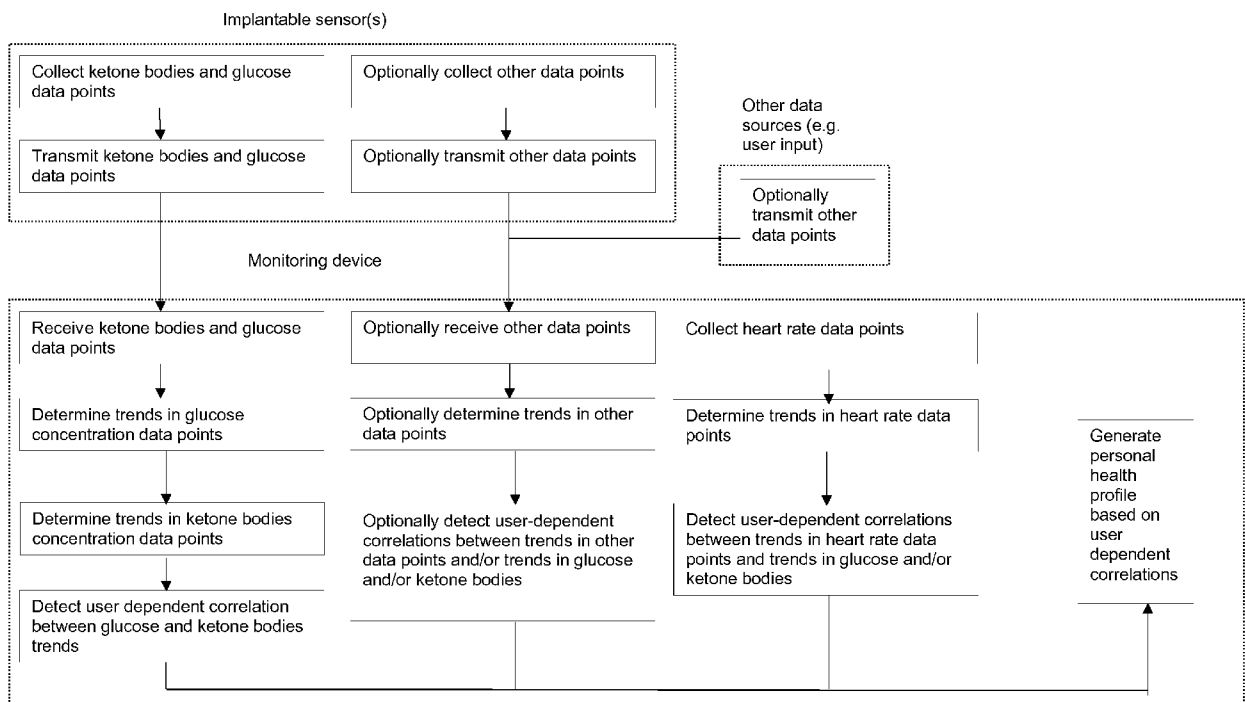 Implantable sensor(s)
Collect ketone bodies and glucose
data points
Optionally collect other data points
Transmit ketone bodies and glucose
data points
Optionally transmit other data points
Other data
sources (e.g.
user input)
Optionally
transmit other
data points
Monitoring device
Receive ketone bodies and glucose
data points
Optionally receive other data points
Collect heart rate data points
Determine trends in glucose
concentration data points
Optionally determine trends in other
data points
Determine trends in heart rate data
points
Determine trends in ketone bodies
concentration data points
Optionally detect user-dependent
correlations between trends in other
data points and/or trends in glucose
and/or ketone bodies
Detect user-dependent correlations
between trends in heart rate data
points and trends in glucose and/or
ketone bodies
Detect user dependent correlation
between glucose and ketone bodies
trends
Generate
personal
health
profile
based on
user
dependent
correlations